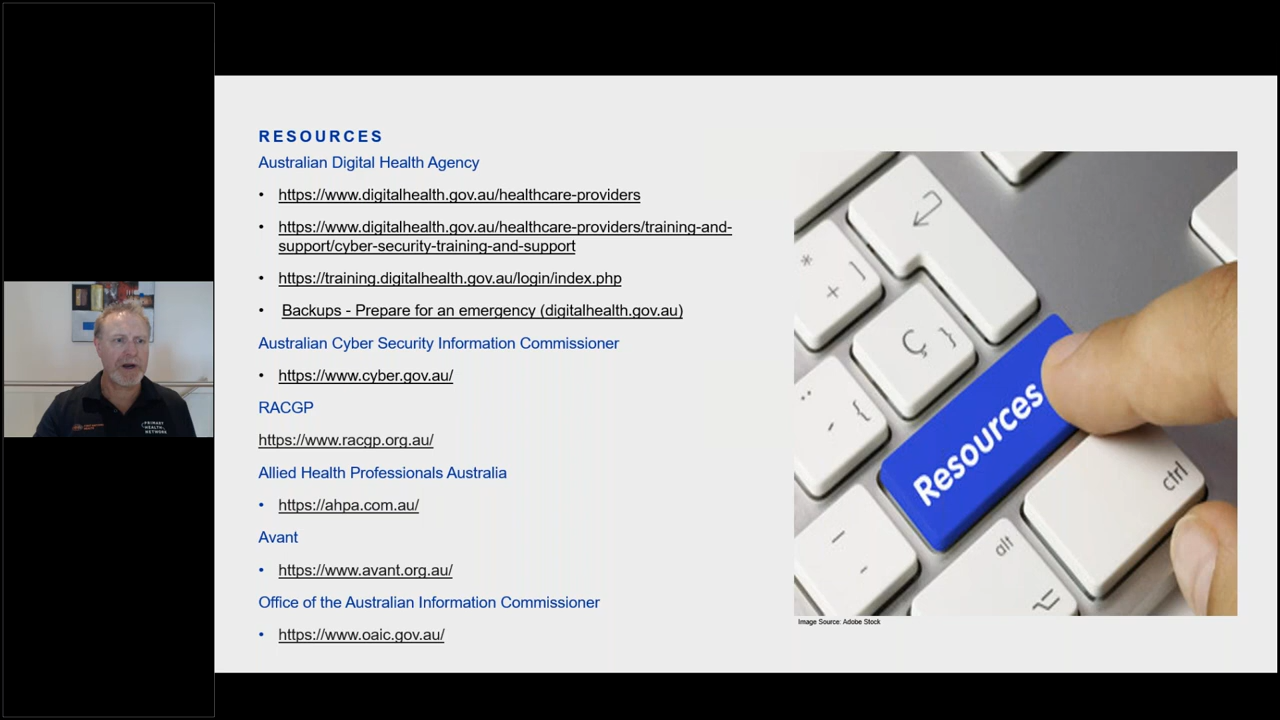 RESOURCES
Australian Digital Health Agency
• https://www.digitalhealth.gov.au/healthcare-providers
• https://www.digitalhealth.gov.au/healthcare-providers/training-and-
support/cyber-security-training-and-support
• https://training.digitalhealth.gov.au/login/index.php
• Backups - Prepare for an emergency (digitalhealth.gov.au)
Australian Cyber Security Information Commissioner
• https://www.cyber.gov.au/
RACGP
https://www.racgp.org.au/
Allied Health Professionals Australia
• https://ahpa.com.au/
Avant
• https://www.avant.org.au/
Office of the Australian Information Commissioner
• https://www.oaic.gov.au/
* ]
+
Ç }
¨ {
-
Resources
ctrl
alt
Image Source: Adobe Stock
PRIMARY
HEALTH
NETWORK